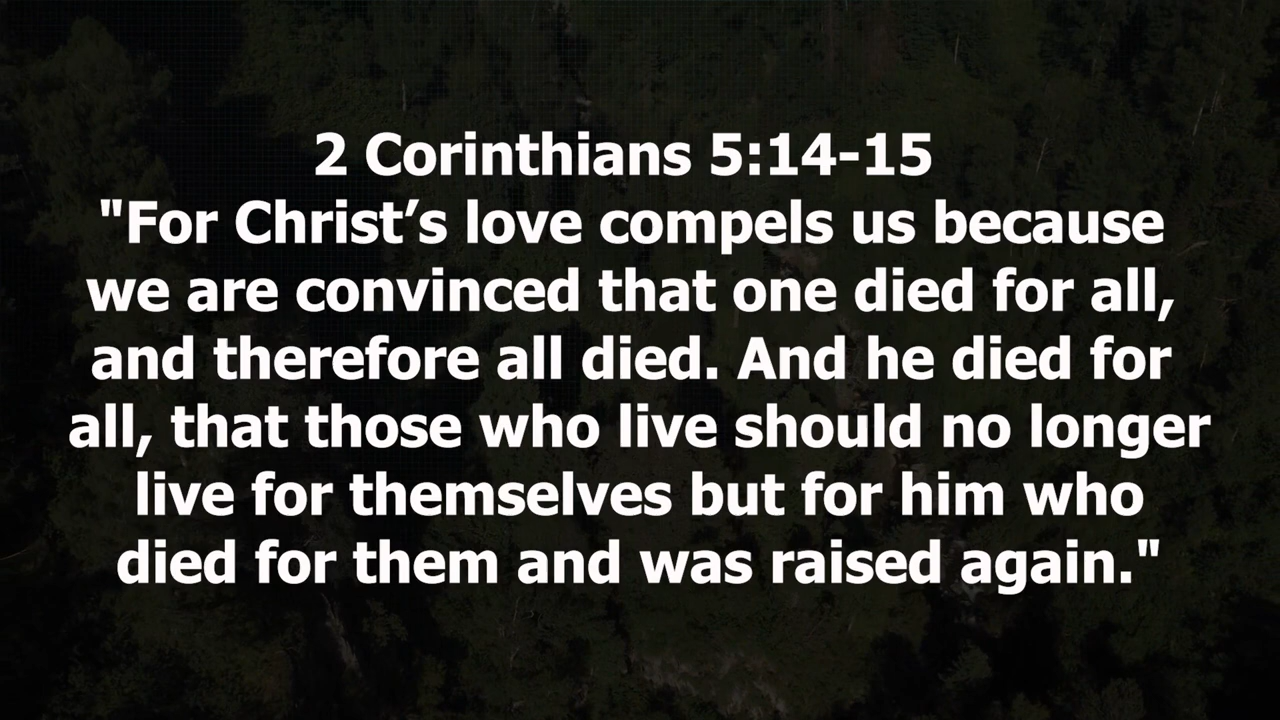 2 Corinthians 5:14-15
"For Christ’s love compels us because
we are convinced that one died for all,
and therefore all died. And he died for
all, that those who live should no longer
live for themselves but for him who
died for them and was raised again."